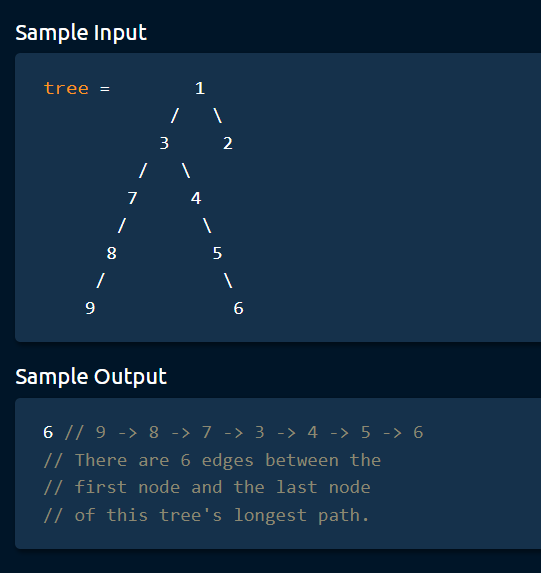 Sample Input
tree =        1
            /   \
           3     2
         /   \
        7     4
       /       \
      8         5
     /           \
    9             6
Sample Output
6 // 9 -> 8 -> 7 -> 3 -> 4 -> 5 -> 6
// There are 6 edges between the
// first node and the last node
// of this tree's longest path.